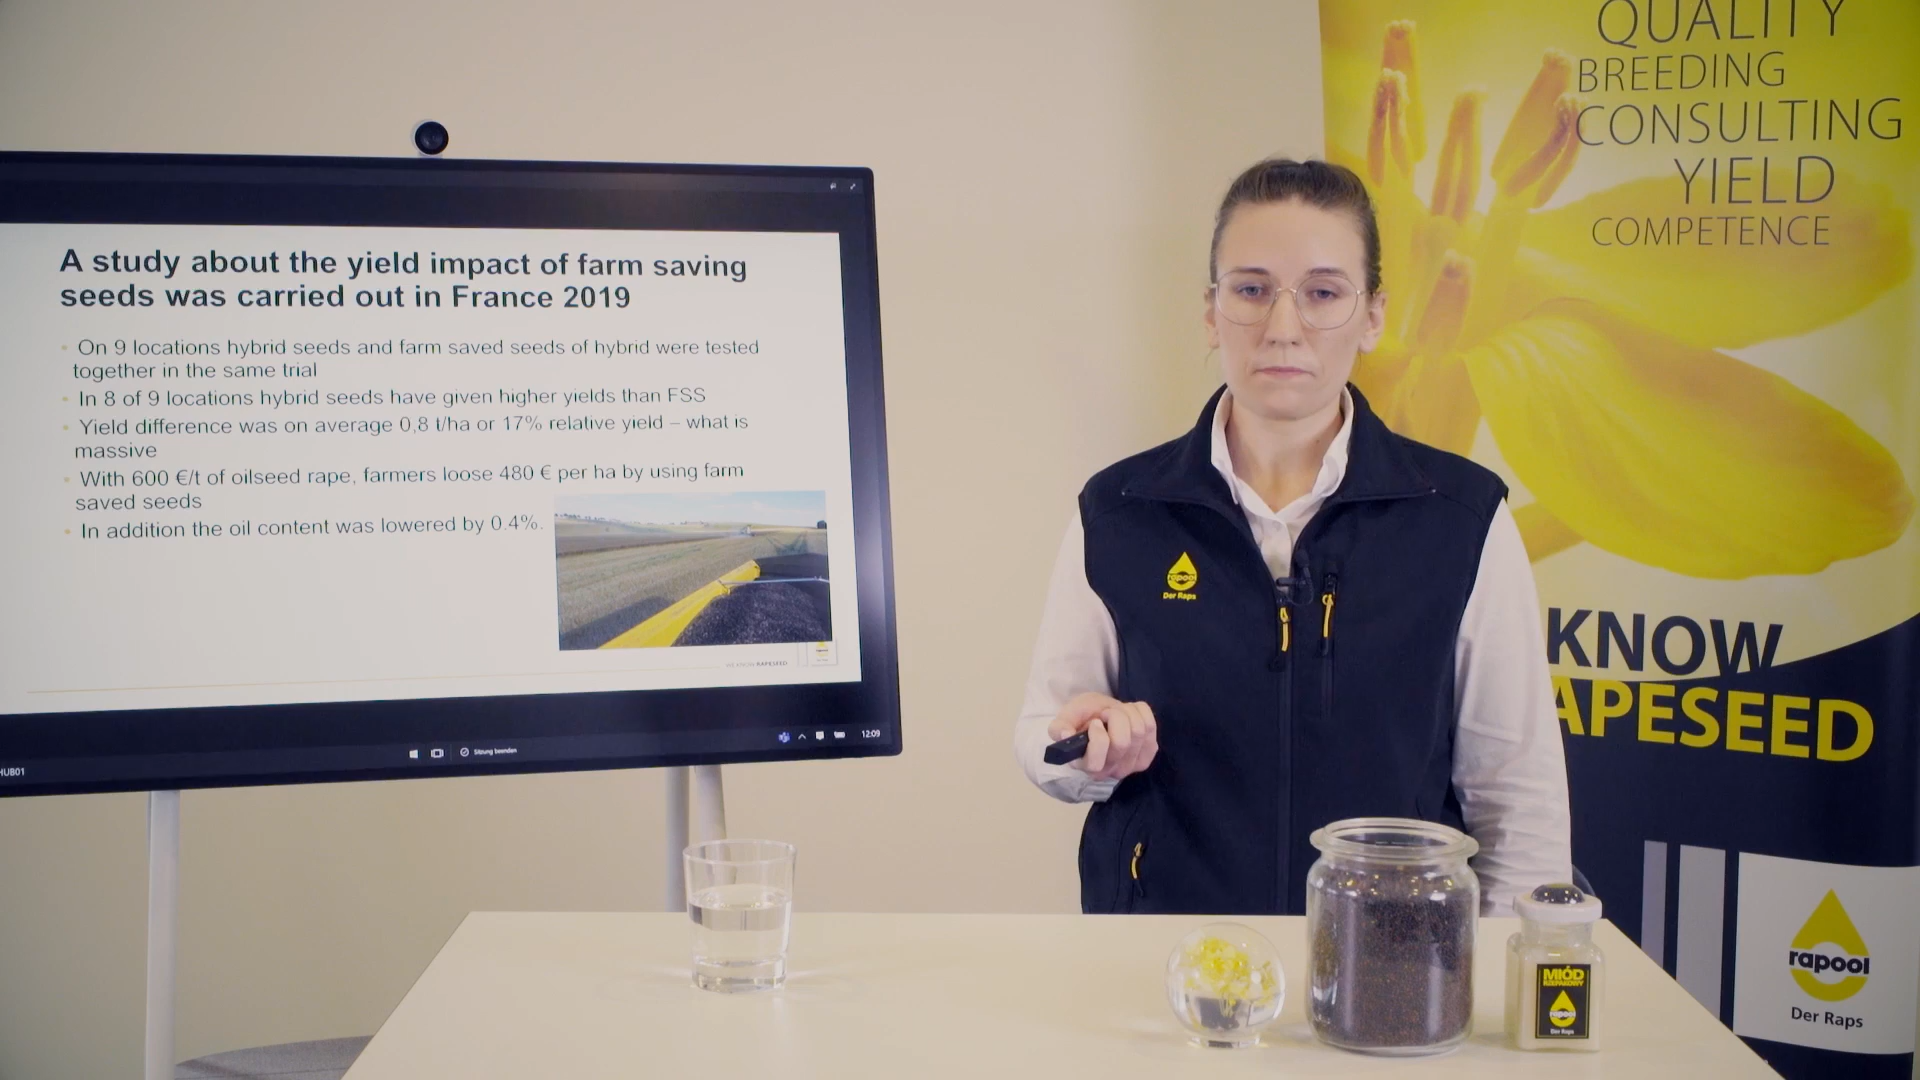 A study about the yield impact of farm saving
seeds was carried out in France 2019
On 9 locations hybrid seeds and farm saved seeds of hybrid were tested
together in the same trial
In 8 of 9 locations hybrid seeds have given higher yields than FSS
Yield difference was on average 0,8 t/ha or 17% relative yield – what is
massive
With 600 €/t of oilseed rape, farmers loose 480 € per ha by using farm
saved seeds
In addition the oil content was lowered by 0.4%.
WE KNOW RAPESEED
rapool
HUB01
Sitzung beenden
12:09
rapool
Der Raps
QUALITY
BREEDING
CONSULTING
YIELD
COMPETENCE
KNOW
APESEED
rapool
Der Raps
MIÓD
RZEPAKOWY
rapool
Der Raps